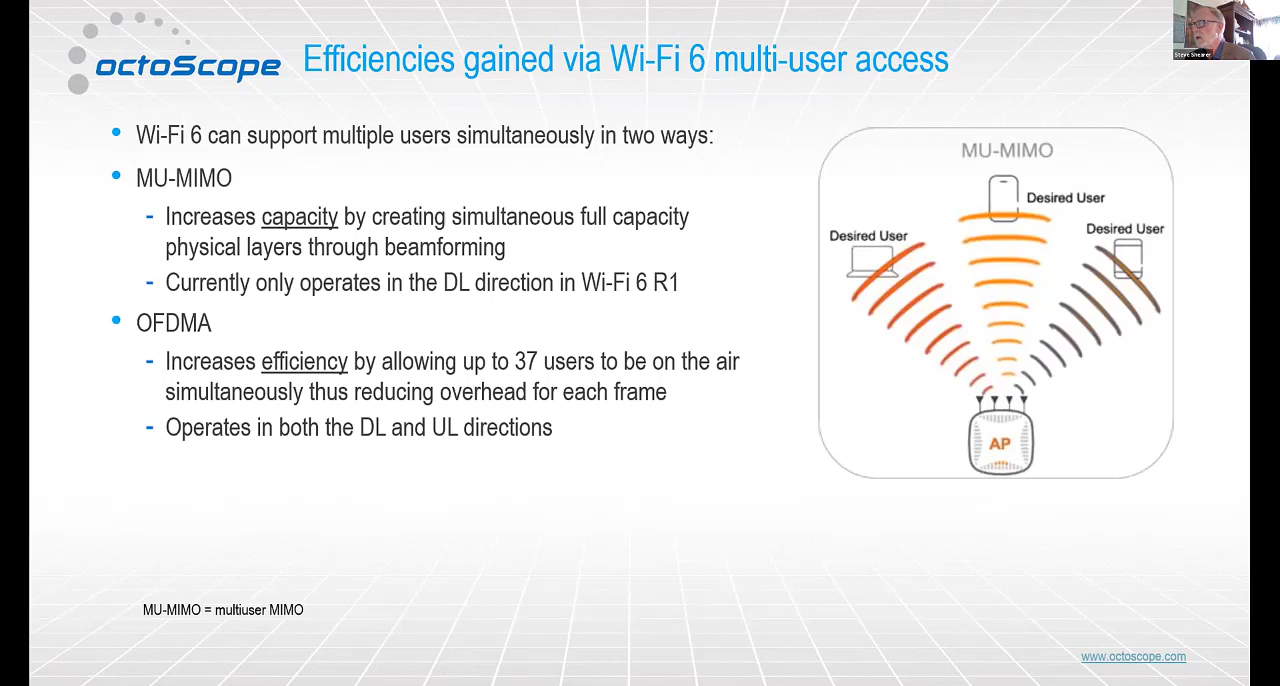 octoScope
Efficiencies gained via Wi-Fi 6 multi-user access
Steve Shearer
• Wi-Fi 6 can support multiple users simultaneously in two ways:
• MU-MIMO
- Increases capacity by creating simultaneous full capacity
physical layers through beamforming
- Currently only operates in the DL direction in Wi-Fi 6 R1
• OFDMA
- Increases efficiency by allowing up to 37 users to be on the air
simultaneously thus reducing overhead for each frame
- Operates in both the DL and UL directions
MU-MIMO
Desired User
Desired User
Desired User
AP
MU-MIMO = multiuser MIMO
www.octoscope.com